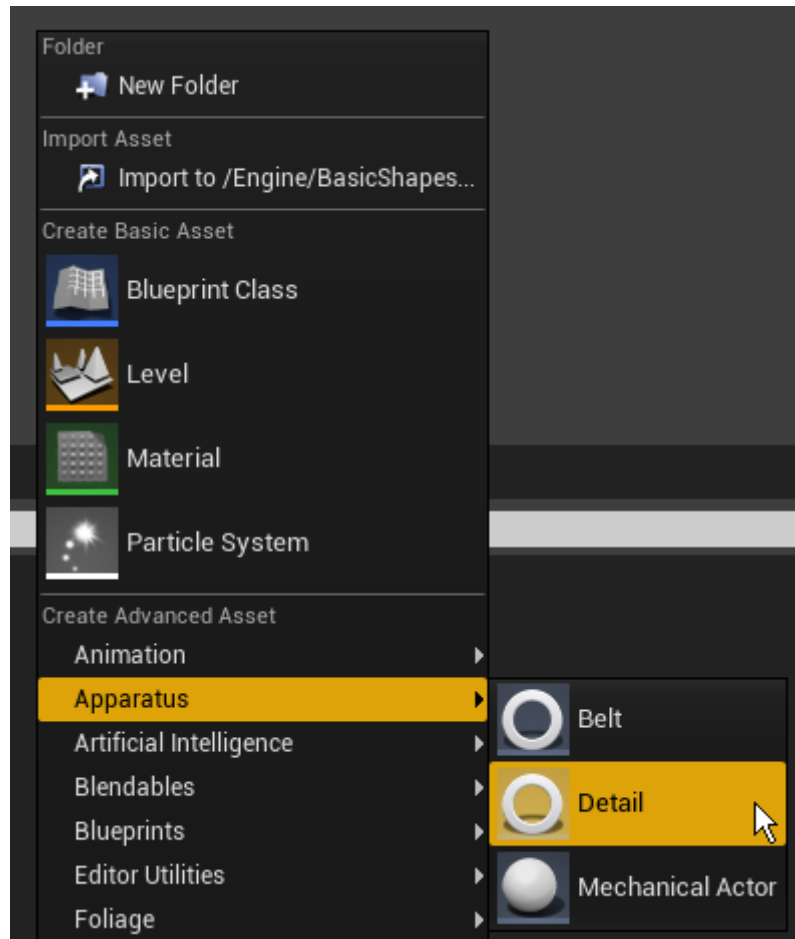 Folder
New Folder
Import Asset
Import to /Engine/BasicShapes...
Create Basic Asset
Blueprint Class
Level
Material
Particle System
Create Advanced Asset
Animation
Apparatus
Artificial Intelligence
Blendables
Blueprints
Editor Utilities
Foliage
Belt
Detail
Mechanical Actor